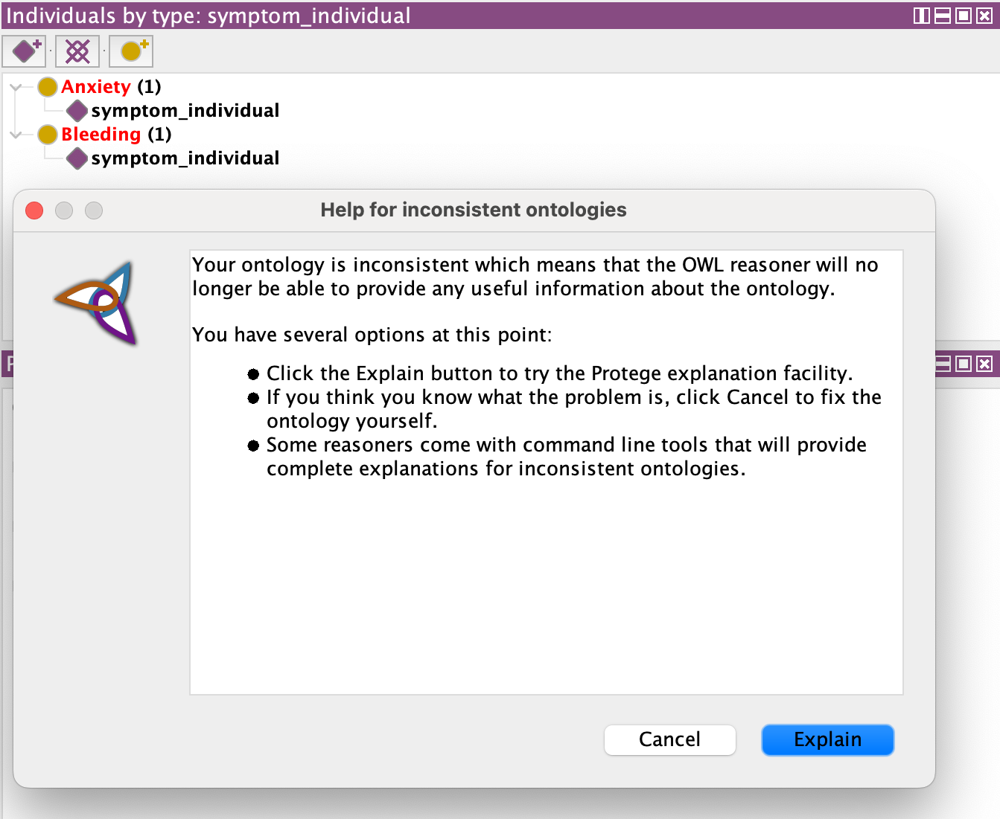 Individuals by type: symptom_individual
Anxiety (1)
symptom_individual
Bleeding (1)
symptom_individual
Help for inconsistent ontologies
Your ontology is inconsistent which means that the OWL reasoner will no
longer be able to provide any useful information about the ontology.
You have several options at this point:
Click the Explain button to try the Protege explanation facility.
If you think you know what the problem is, click Cancel to fix the
ontology yourself.
Some reasoners come with command line tools that will provide
complete explanations for inconsistent ontologies.
Cancel
Explain